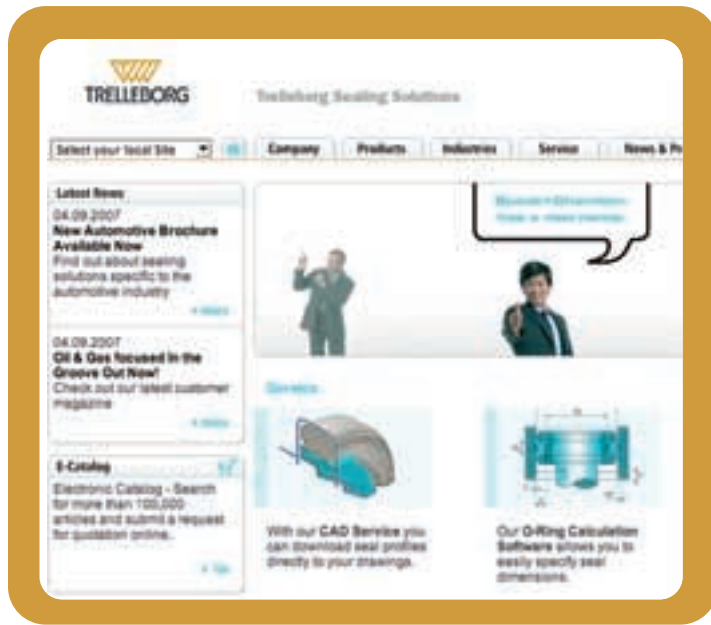 TRELLEBORG
Trelleborg Sealing Solutions
Select your local Site
Company Products Industries Service News &
Latest News
04.09.2007
New Automotive Brochure
Available Now
Find out about sealing
solutions specific to the
automotive industry
more
04.09.2007
Oil & Gas focused in the
Groove Out Now!
Check out our latest customer
magazine
more
E-Catalog
Electronic Catalog - Search
for more than 100,000
articles and submit a request
for quotation online.
Service
With our CAD Service you
can download seal profiles
directly to your drawings.
Our O-Ring Calculation
Software allows you to
easily specify seal
dimensions.